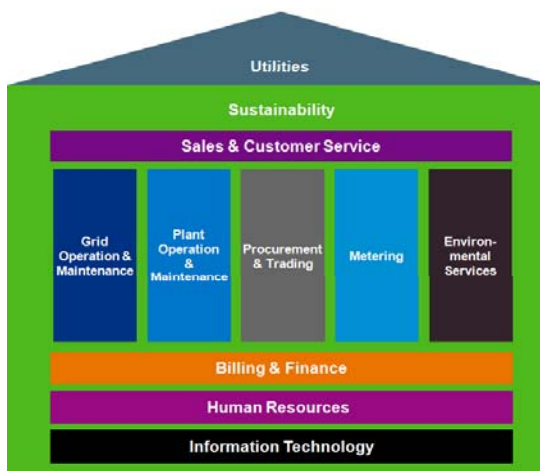 Utilities
Sustainability
Sales & Customer Service
Grid
Operation &
Maintenance
Plant
Operation
&
Maintenance
Procurement
& Trading
Metering
Environ-
mental
Services
Billing & Finance
Human Resources
Information Technology